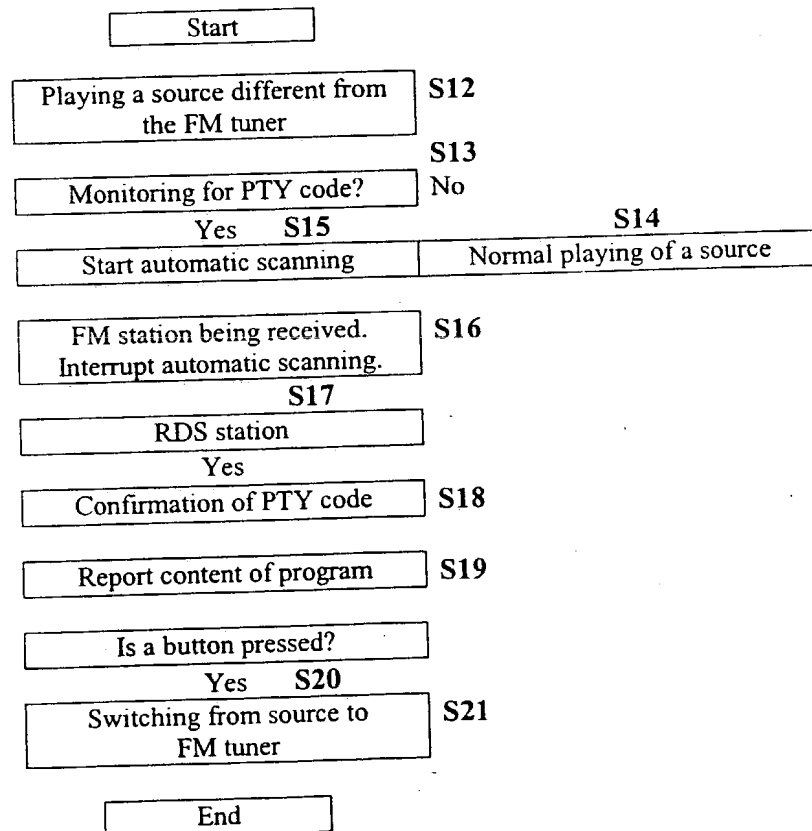 Start
Playing a source different from S12
the FM tuner
S13
Monitoring for PTY code? No
Yes S15 S14
Start automatic scanning Normal playing of a source
FM station being received. S16
Interrupt automatic scanning.
S17
RDS station
Yes
Confirmation of PTY code S18
Report content of program S19
Is a button pressed?
Yes S20
Switching from source to S21
FM tuner
End